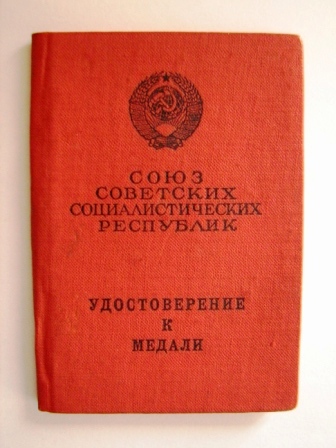 СОЮЗ
СОВЕТСКИХ
СОЦИАЛИСТИЧЕСКИХ
РЕСПУБЛИК
УДОСТОВЕРЕНИЕ
К
МЕДАЛИ